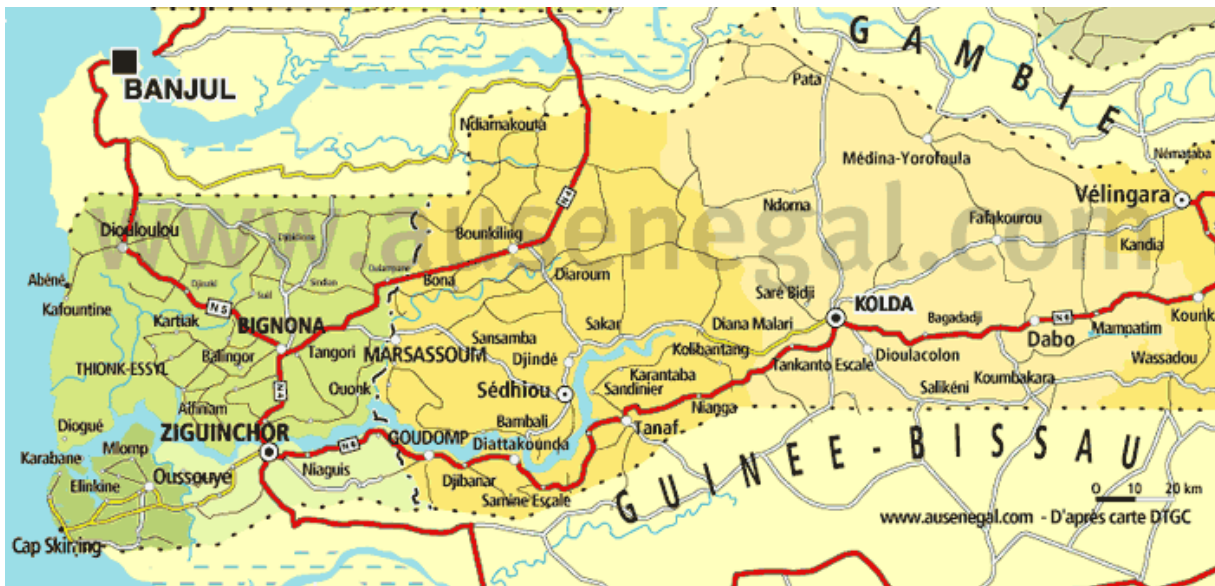 GAMBIE
BANJUL
Pata
Ndiamakouta
Médina-Yorofoula
Némataba
Vélingara
www.ausenegal.com
Ndorna
Fafakourou
Kandia
Diouloulou
Bounkiling
N4
Diaroum
Bona
Sindian
Abéné
Kafountine
N5
Saré Bidji
KOLDA
Kounk
Kartiak
BIGNONA
Sakar
Diana Malari
Bagadadji
N6
Mampatim
Dabo
Sansamba
Balingor
Tangori
MARSASSOUM
Djindé
Kolibantang
Dioulacolon
Wassadou
THIONK-ESSYL
Karantaba
Tankanto Escale
Koumbakara
Ouonk
Sédhiou
Sandinier
Salikéni
N4
Affiniam
Niagga
Diogué
Bambali
ZIGUINCHOR
GOUDOMP
Diattakounda
Tanaf
Mlomp
N6
Karabane
Niaguis
Oussouye
Djibanar
Elinkine
Samine Escale
GUINEE-BISSAU
0 10 20 km
www.ausenegal.com - D'après carte DTGC
Cap Skirring